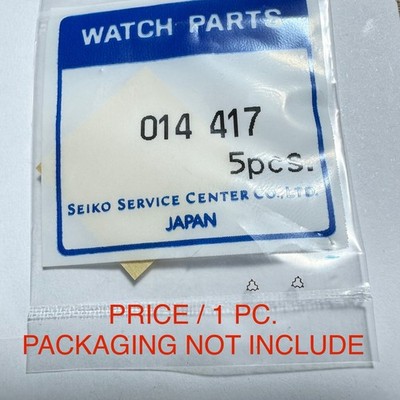 WATCH PARTS
014 417
5pcs.
SEIKO SERVICE CENTER CO., LTD.
JAPAN
PRICE / 1 PC.
PACKAGING NOT INCLUDE